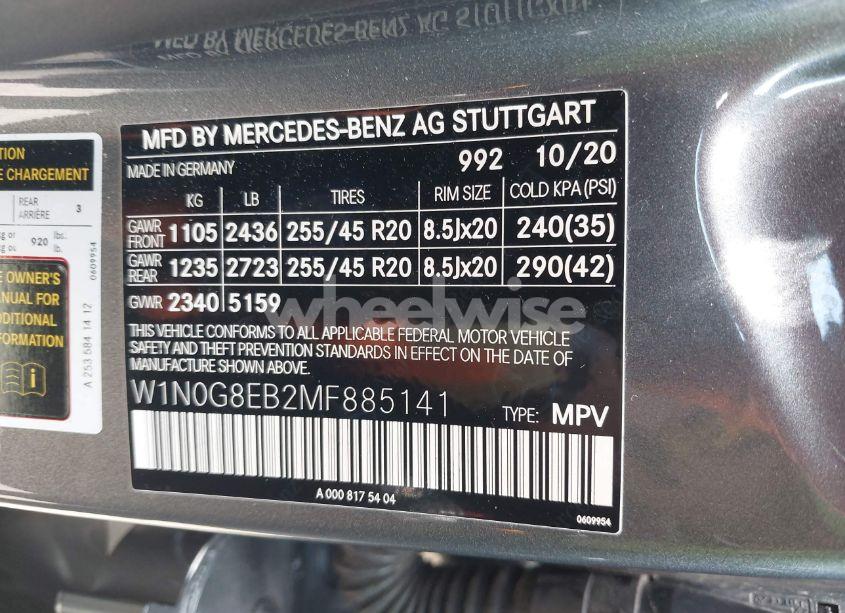 MFD BY MERCEDES-BENZ AG STUTTGART
MADE IN GERMANY 992 10/20
KG LB TIRES RIM SIZE COLD KPA (PSI)
GAWR FRONT 1105 2436 255/45 R20 8.5Jx20 240(35)
GAWR REAR 1235 2723 255/45 R20 8.5Jx20 290(42)
GVWR 2340 5159
THIS VEHICLE CONFORMS TO ALL APPLICABLE FEDERAL MOTOR VEHICLE
SAFETY AND THEFT PREVENTION STANDARDS IN EFFECT ON THE DATE OF
MANUFACTURE SHOWN ABOVE.
W1N0G8EB2MF885141 TYPE: MPV
A 000 817 54 04
0609954
wheelwise
CHARGEMENT
REAR
ARRIÈRE 3
920 lbs.
lb.
0609954
OWNER'S
FOR
A 253 584 14 12